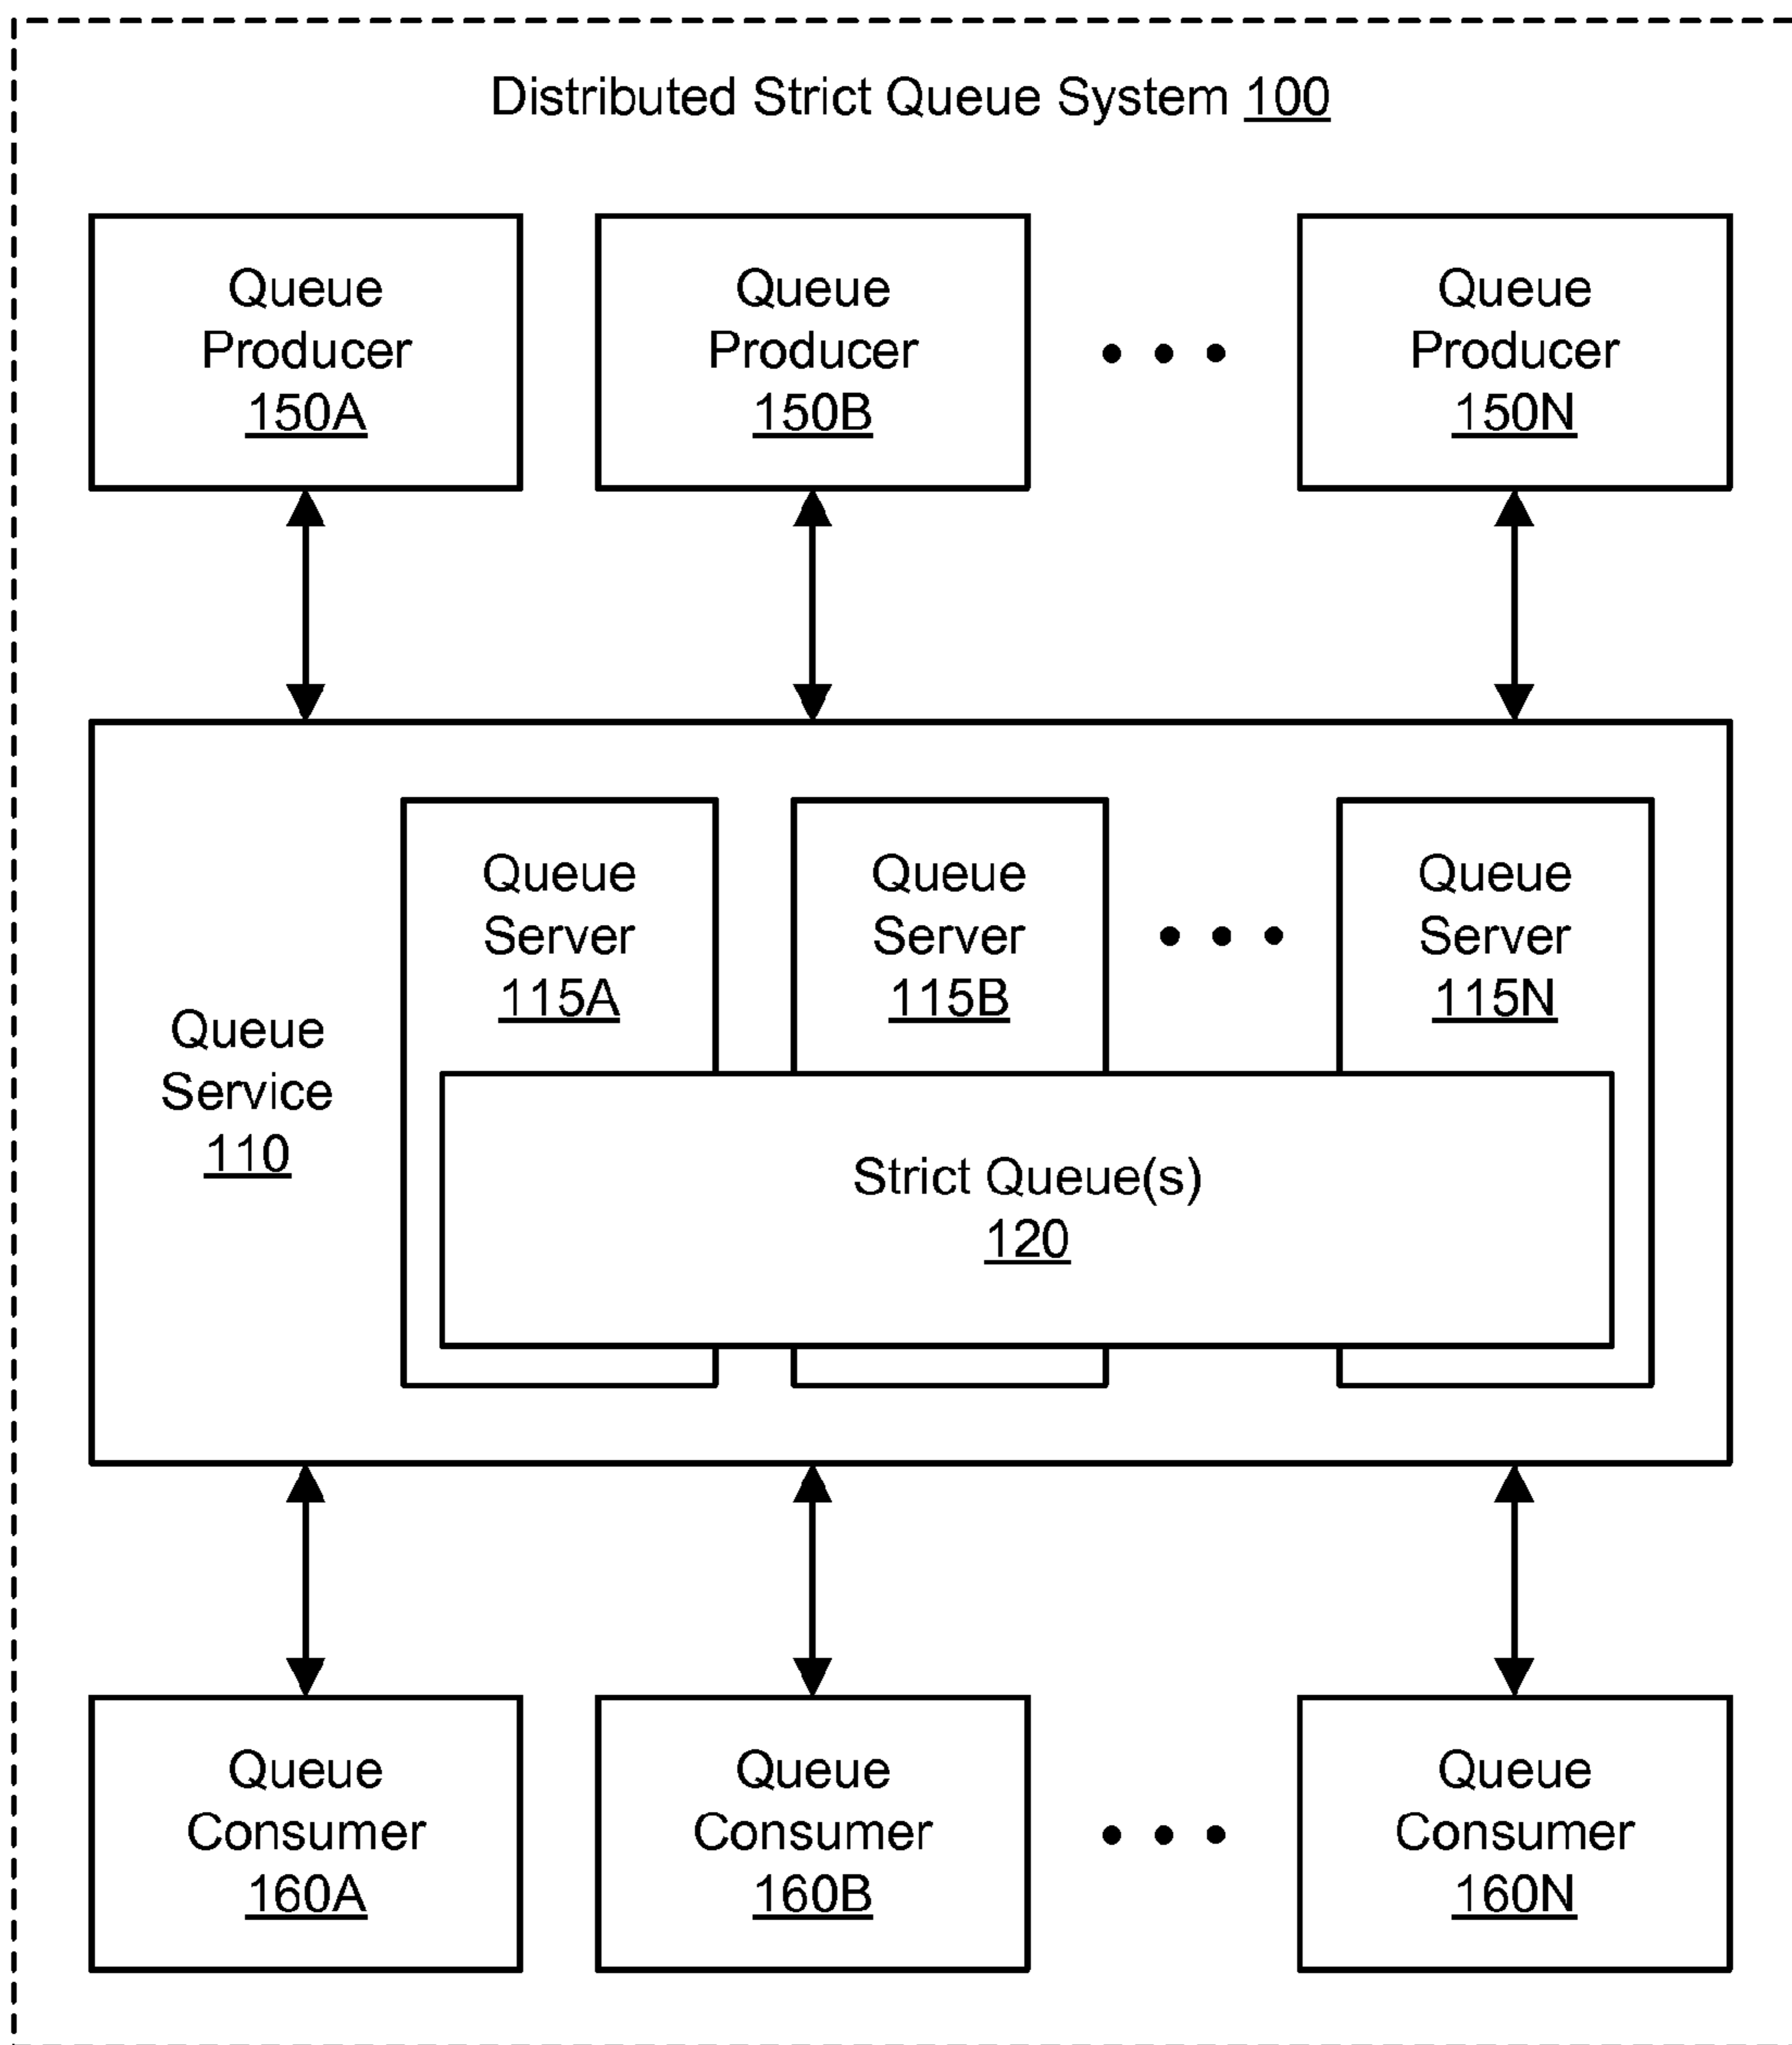 Distributed Strict Queue System 100
Queue
Producer
150A
Queue
Producer
150B
Queue
Producer
150N
Queue
Service
110
Queue
Server
115A
Queue
Server
115B
Queue
Server
115N
Strict Queue(s)
120
Queue
Consumer
160A
Queue
Consumer
160B
Queue
Consumer
160N